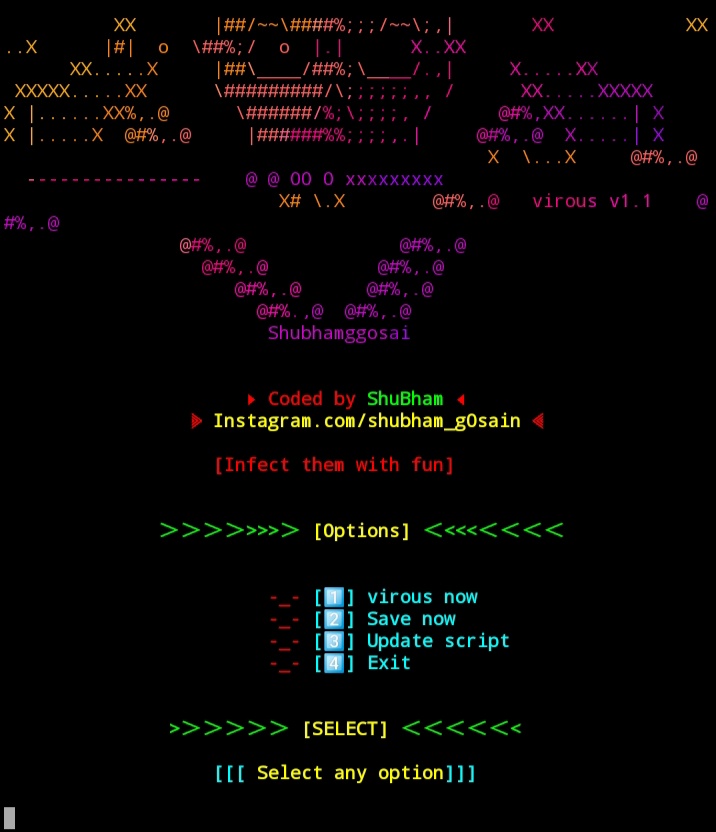 XX |##/~~\####%;;;/~~\;,| XX XX
..X |#| o \##%;/ o |.| X..XX
XX.....X |##\____/##%;\____/.,| X.....XX
XXXXX.....XX \#########/\;;;;;;,, / XX.....XXXXX
X |......XX%,.@ \######/%;\;;;;, / @#%,XX......| X
X |.....X @#%,.@ |######%%;;;;,.| @#%,.@ X.....| X
X \...X @#%,.@
---------------- @ @ OO O xxxxxxxxx
X# \.X @#%,.@ virous v1.1 @
#%,.@
@#%,.@ @#%,.@
@#%,.@ @#%,.@
@#%,.@ @#%,.@
@#%.,@ @#%,.@
Shubhamggosai
Coded by ShuBham
Instagram.com/shubham_g0sain
[Infect them with fun]
>>>>>>>>> [Options] <<<<<<<<
-_- [1] virous now
-_- [2] Save now
-_- [3] Update script
-_- [4] Exit
>>>>>> [SELECT] <<<<<<
[[[ Select any option]]]